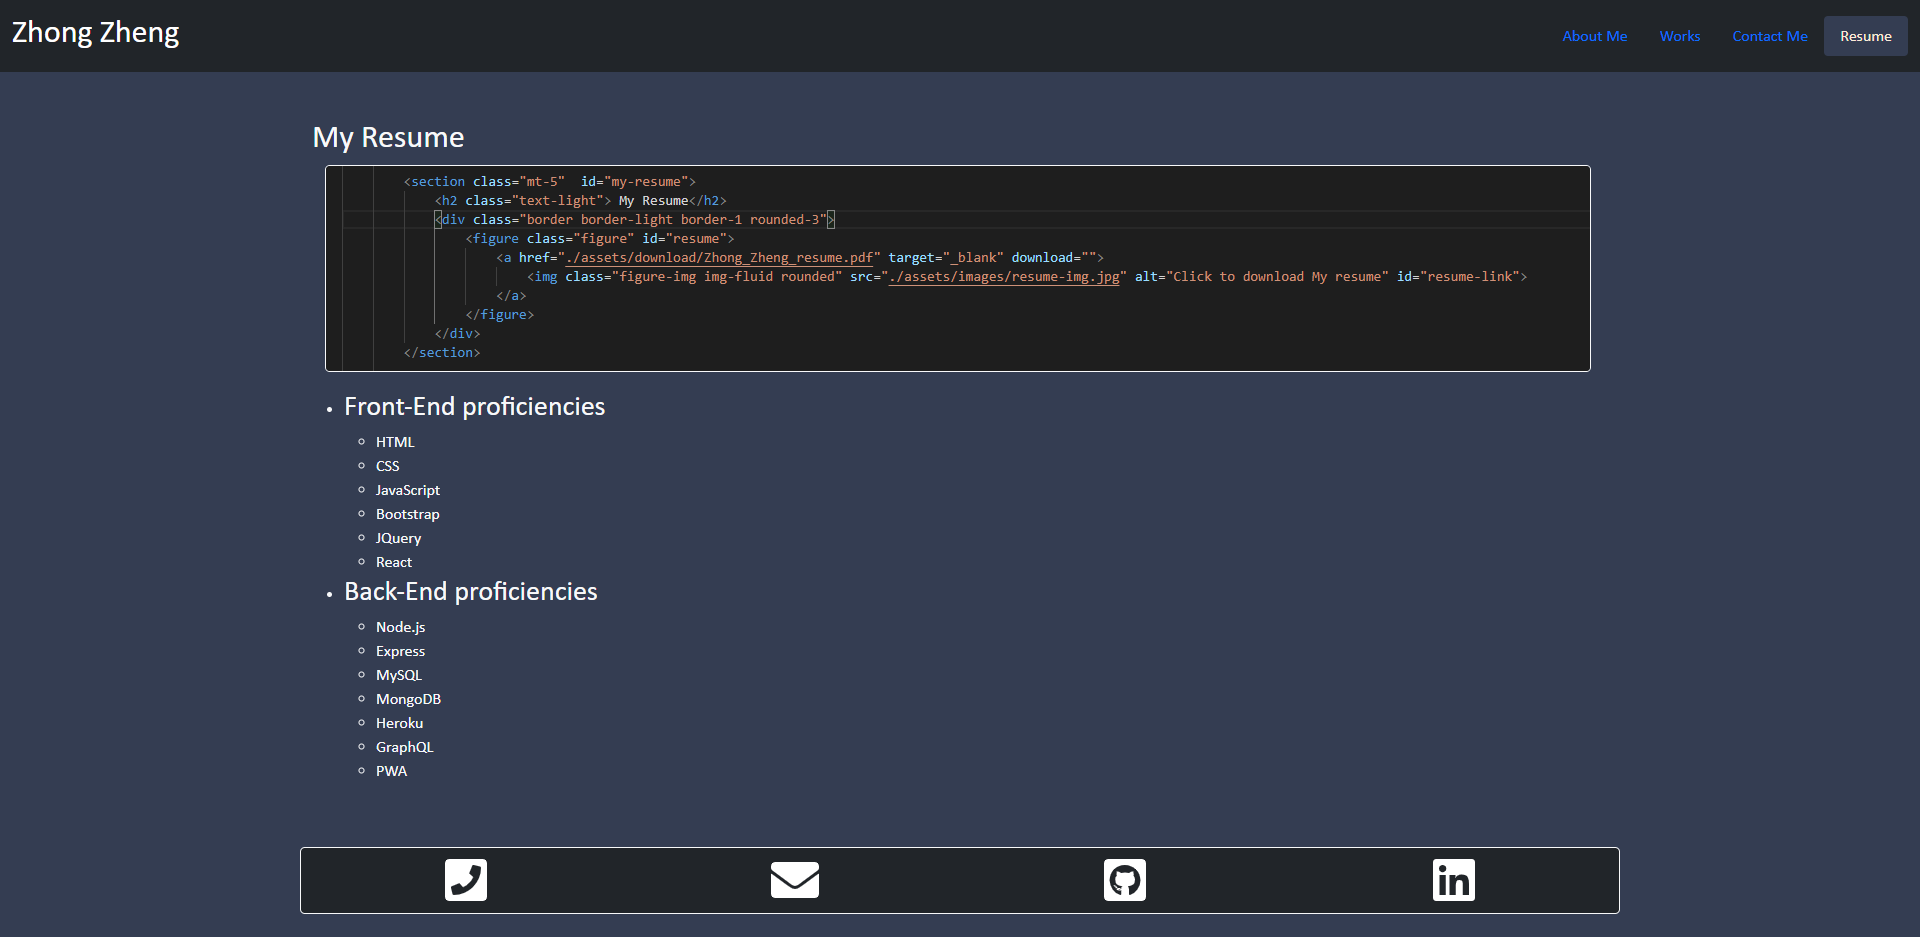 Zhong Zheng
About Me Works Contact Me Resume
My Resume
<section class="mt-5"  id="my-resume">
<h2 class="text-light"> My Resume</h2>
<div class="border border-light border-1 rounded-3">
<figure class="figure" id="resume">
<a href="./assets/download/Zhong_Zheng_resume.pdf" target="_blank" download="">
<img class="figure-img img-fluid rounded" src="./assets/images/resume-img.jpg" alt="Click to download My resume" id="resume-link">
</a>
</figure>
</div>
</section>
Front-End proficiencies
HTML
CSS
JavaScript
Bootstrap
JQuery
React
Back-End proficiencies
Node.js
Express
MySQL
MongoDB
Heroku
GraphQL
PWA
in